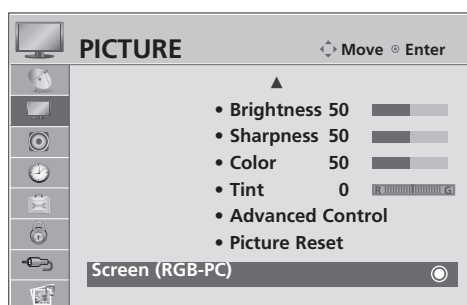 PICTURE
Move Enter
• Brightness 50
• Sharpness 50
• Color 50
• Tint 0 R G
• Advanced Control
• Picture Reset
Screen (RGB-PC)